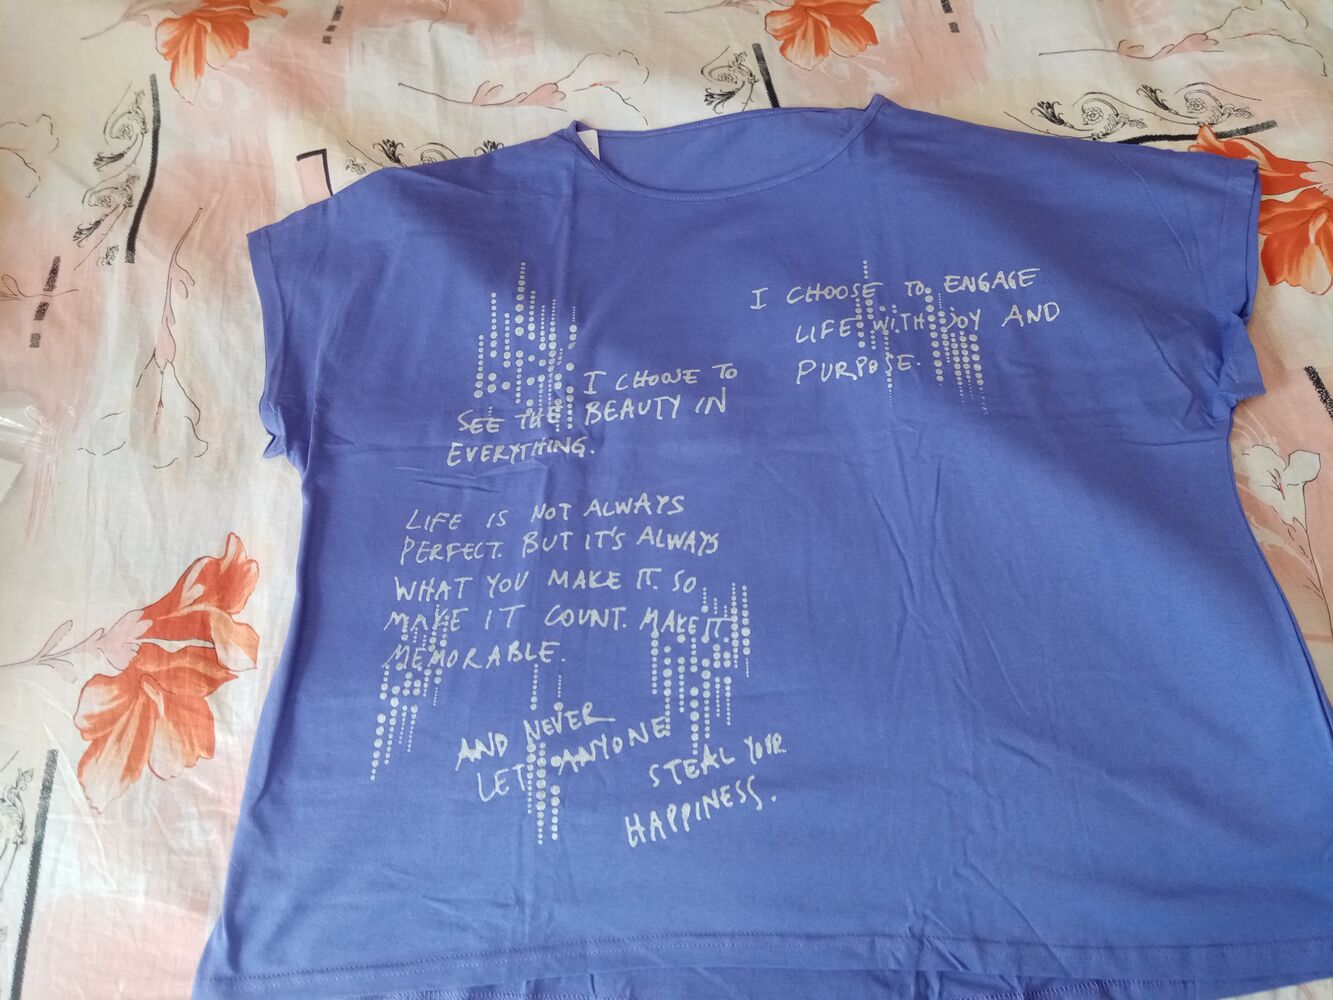 I CHOOSE TO ENGAGE
LIFE WITH JOY AND
PURPOSE.
I CHOOSE TO
SEE THE BEAUTY IN
EVERYTHING.
LIFE IS NOT ALWAYS
PERFECT. BUT IT'S ALWAYS
WHAT YOU MAKE IT. SO
MAKE IT COUNT. MAKE IT
MEMORABLE.
AND NEVER
LET ANYONE
STEAL YOUR
HAPPINESS.